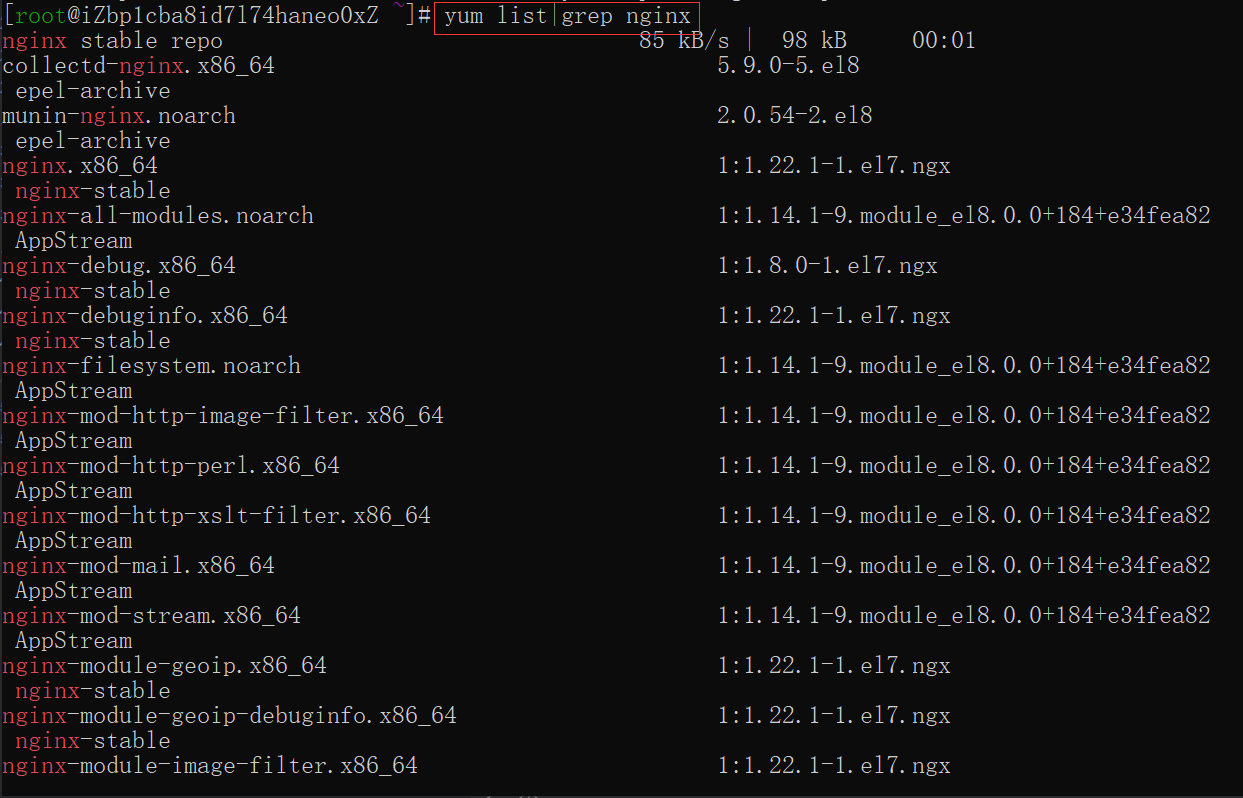 [root@iZbp1cba8id7l74haneo0xZ ~]# yum list|grep nginx
nginx stable repo 85 kB/s | 98 kB 00:01
collectd-nginx.x86_64 5.9.0-5.el8
epel-archive
munin-nginx.noarch 2.0.54-2.el8
epel-archive
nginx.x86_64 1:1.22.1-1.el7.ngx
nginx-stable
nginx-all-modules.noarch 1:1.14.1-9.module_el8.0.0+184+e34fea82
AppStream
nginx-debug.x86_64 1:1.8.0-1.el7.ngx
nginx-stable
nginx-debuginfo.x86_64 1:1.22.1-1.el7.ngx
nginx-stable
nginx-filesystem.noarch 1:1.14.1-9.module_el8.0.0+184+e34fea82
AppStream
nginx-mod-http-image-filter.x86_64 1:1.14.1-9.module_el8.0.0+184+e34fea82
AppStream
nginx-mod-http-perl.x86_64 1:1.14.1-9.module_el8.0.0+184+e34fea82
AppStream
nginx-mod-http-xslt-filter.x86_64 1:1.14.1-9.module_el8.0.0+184+e34fea82
AppStream
nginx-mod-mail.x86_64 1:1.14.1-9.module_el8.0.0+184+e34fea82
AppStream
nginx-mod-stream.x86_64 1:1.14.1-9.module_el8.0.0+184+e34fea82
AppStream
nginx-module-geoip.x86_64 1:1.22.1-1.el7.ngx
nginx-stable
nginx-module-geoip-debuginfo.x86_64 1:1.22.1-1.el7.ngx
nginx-stable
nginx-module-image-filter.x86_64 1:1.22.1-1.el7.ngx